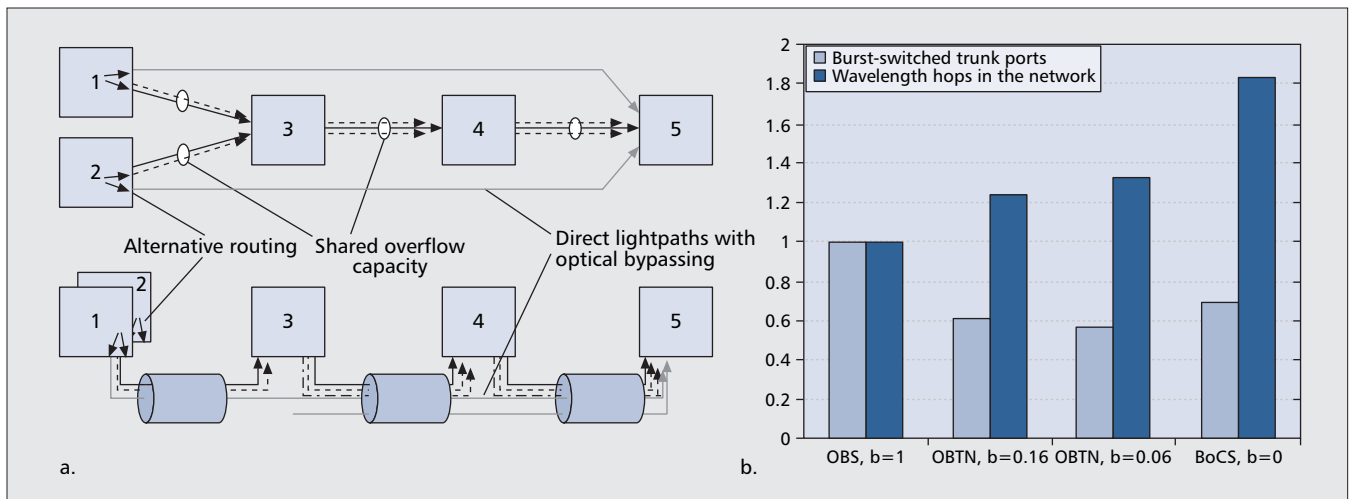 1
2
3
4
5
Alternative routing
Shared overflow
capacity
Direct lightpaths with
optical bypassing
2
1
3
4
5
a.
2
1.8
1.6
1.4
1.2
1
0.8
0.6
0.4
0.2
0
Burst-switched trunk ports
Wavelength hops in the network
OBS, b=1
OBTN, b=0.16
OBTN, b=0.06
BoCS, b=0
b.